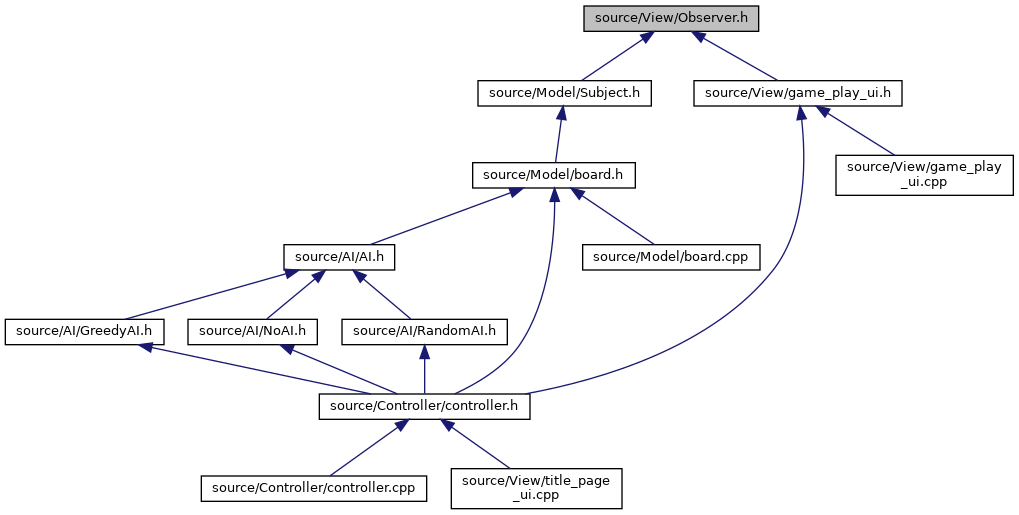 source/View/Observer.h
source/Model/Subject.h
source/View/game_play_ui.h
source/Model/board.h
source/View/game_play
_ui.cpp
source/AI/AI.h
source/Model/board.cpp
source/AI/GreedyAI.h
source/AI/NoAI.h
source/AI/RandomAI.h
source/Controller/controller.h
source/Controller/controller.cpp
source/View/title_page
_ui.cpp